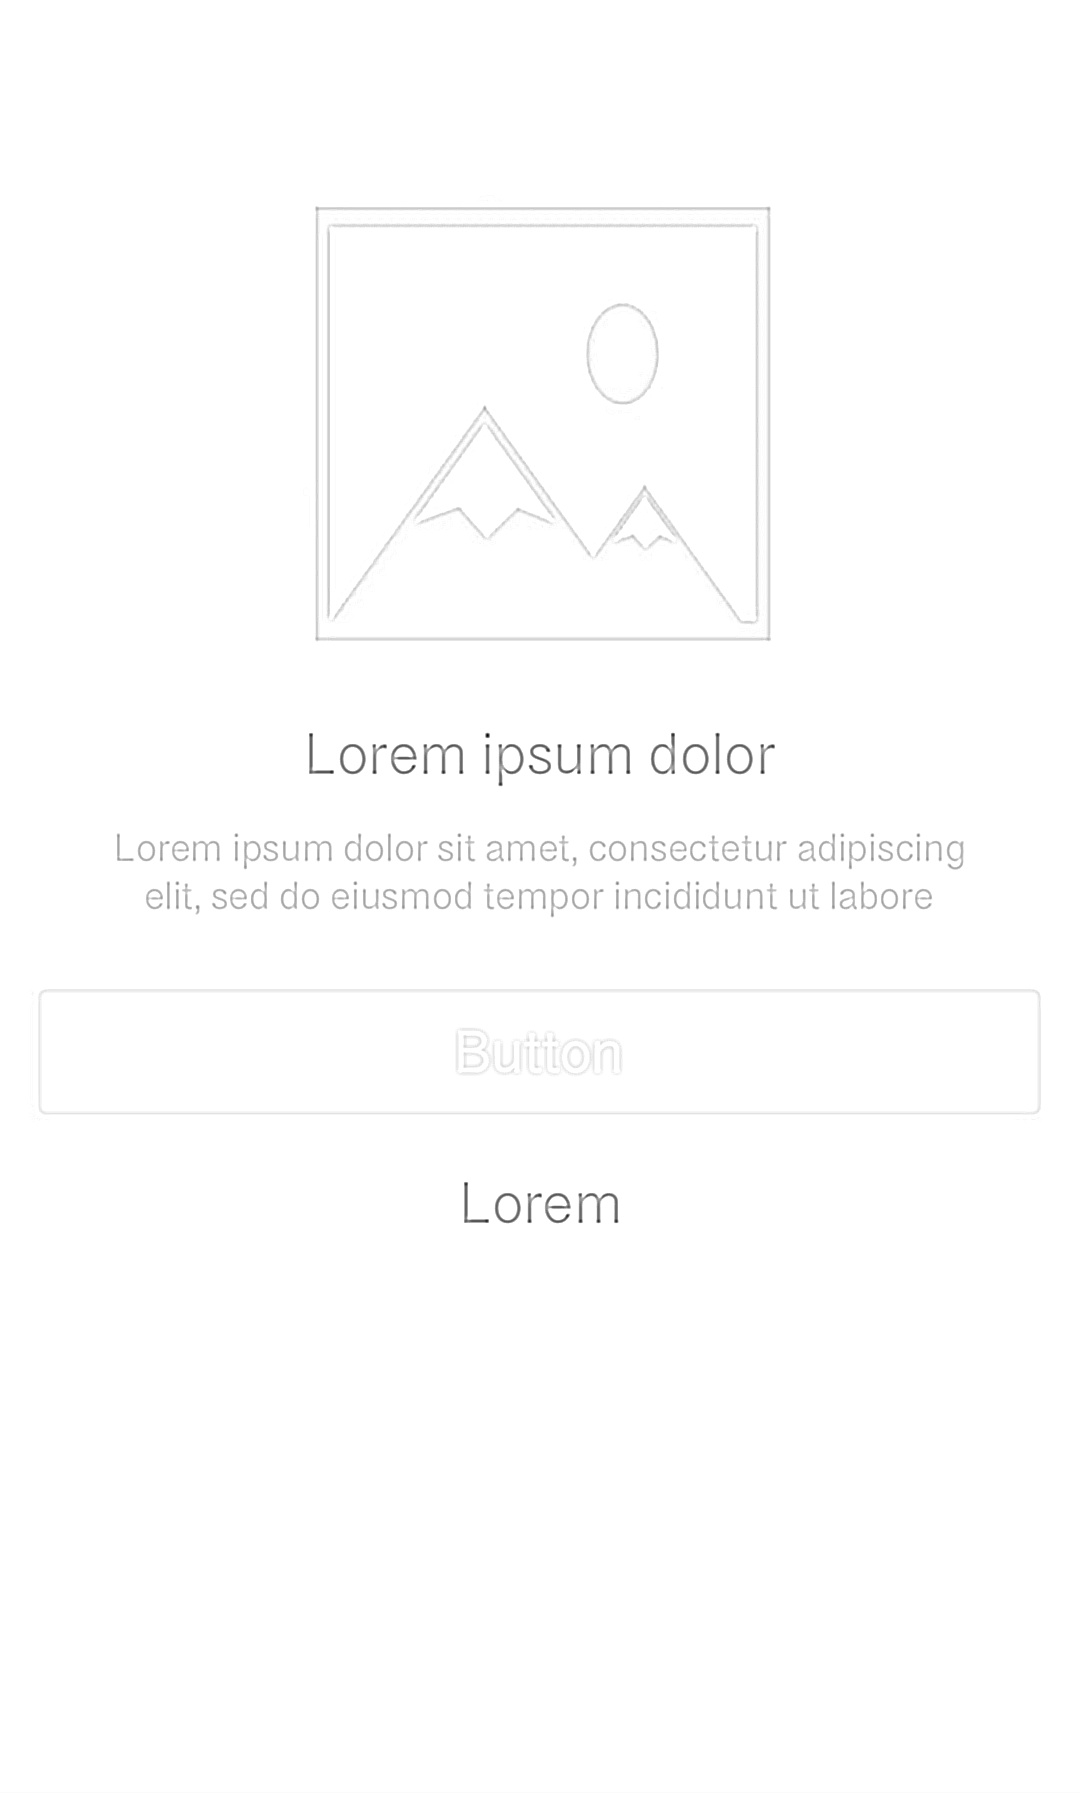 Lorem ipsum dolor
Lorem ipsum dolor sit amet, consectetur adipiscing
elit, sed do eiusmod tempor incididunt ut labore
Button
Lorem